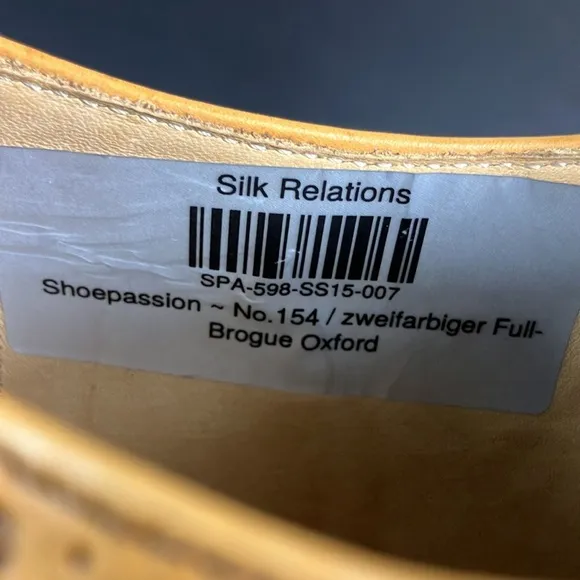 Silk Relations
SPA-598-SS15-007
Shoepassion ~ No.154 / zweifarbiger Full-
Brogue Oxford